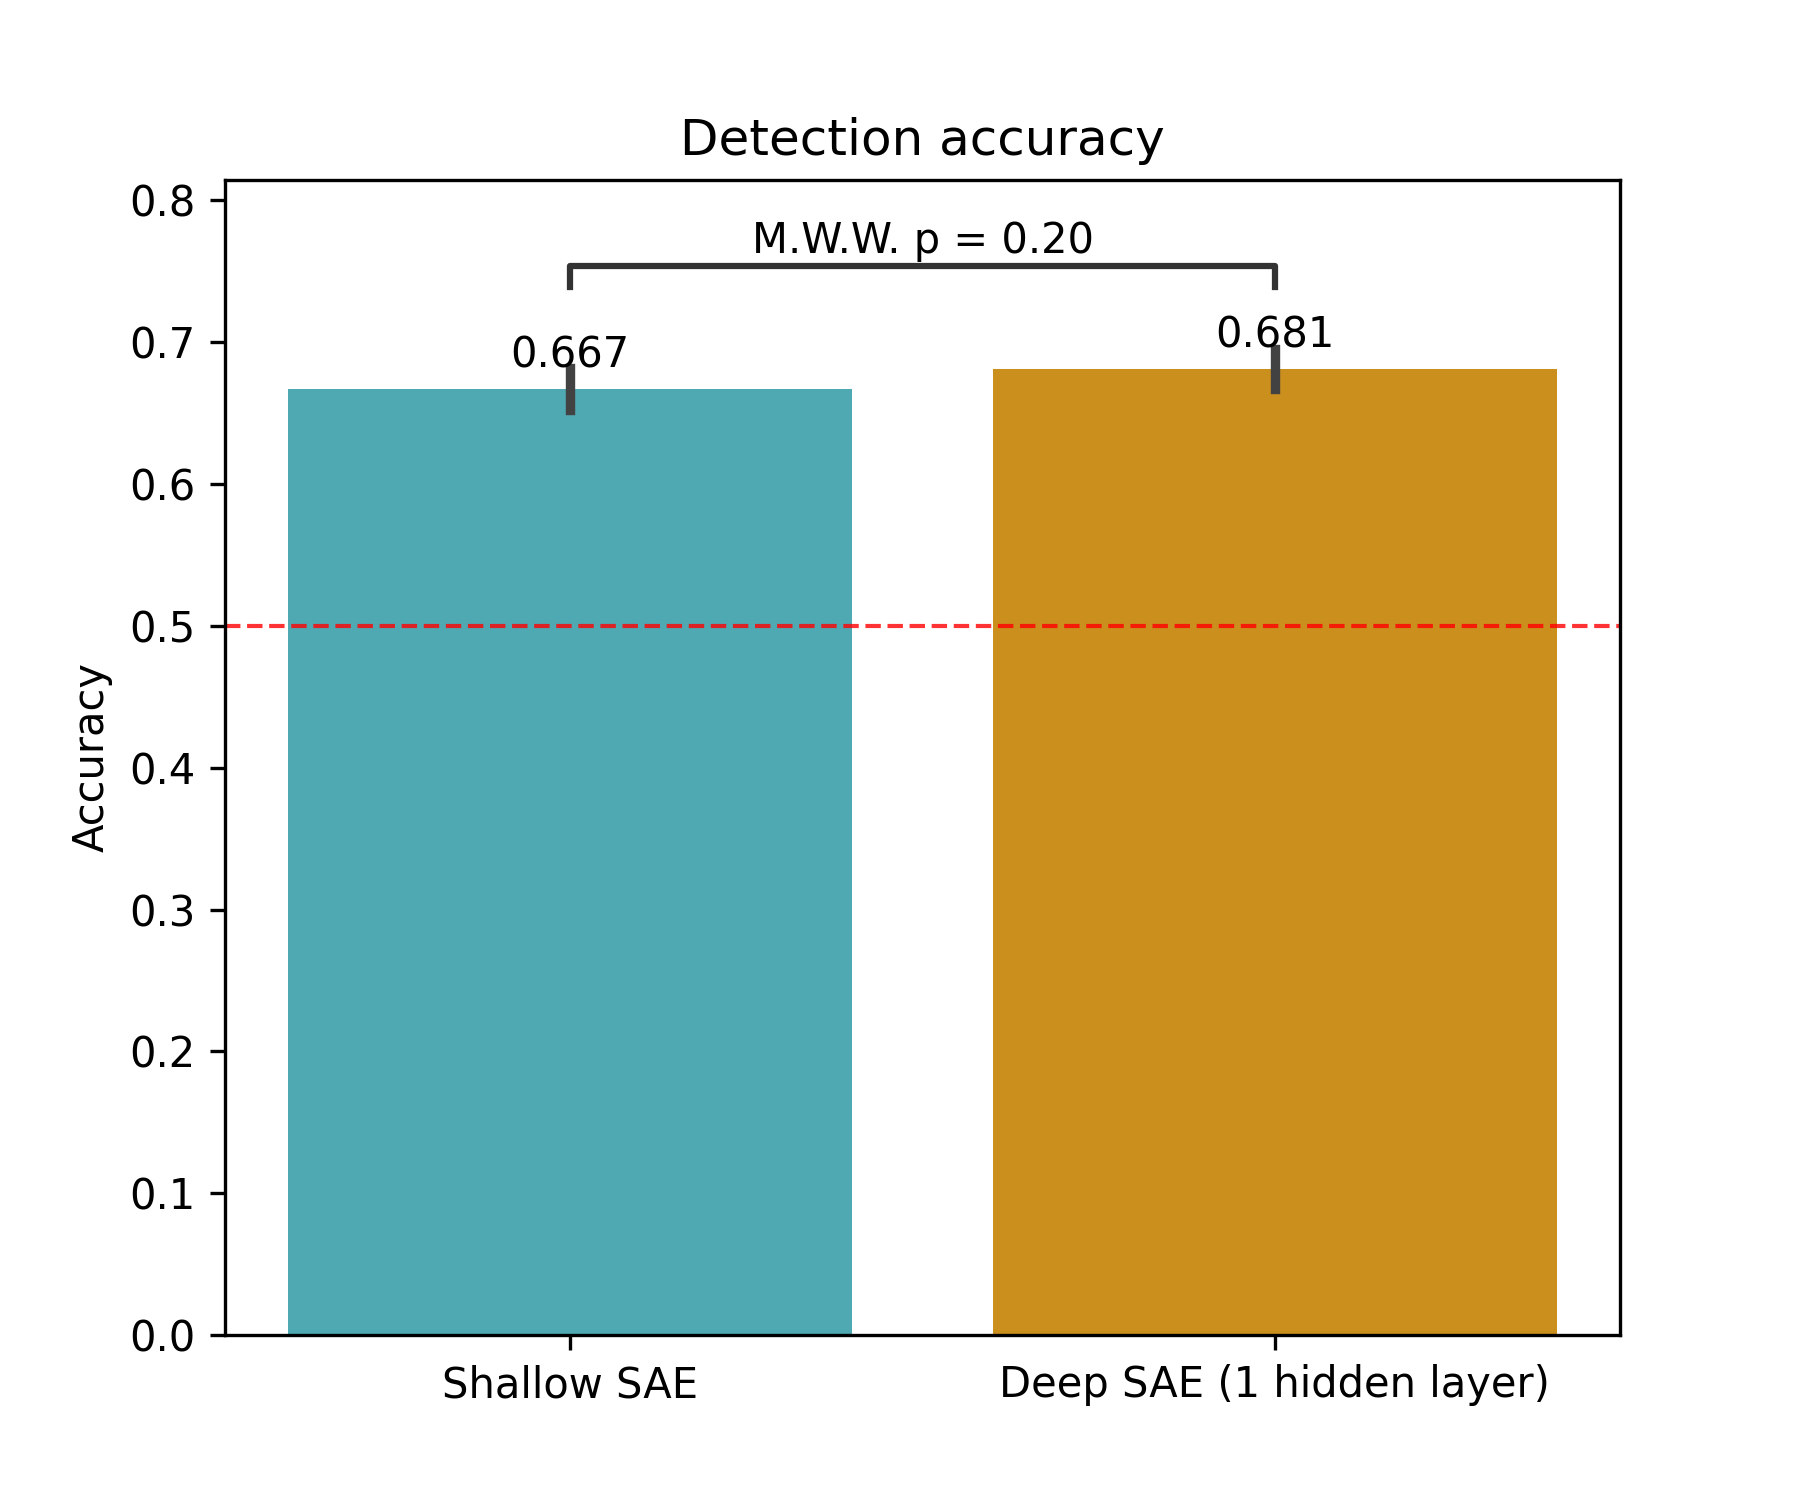 Detection accuracy
0.8
0.7
0.6
0.5
0.4
0.3
0.2
0.1
0.0
Accuracy
M.W.W. p = 0.20
0.667
0.681
Shallow SAE
Deep SAE (1 hidden layer)